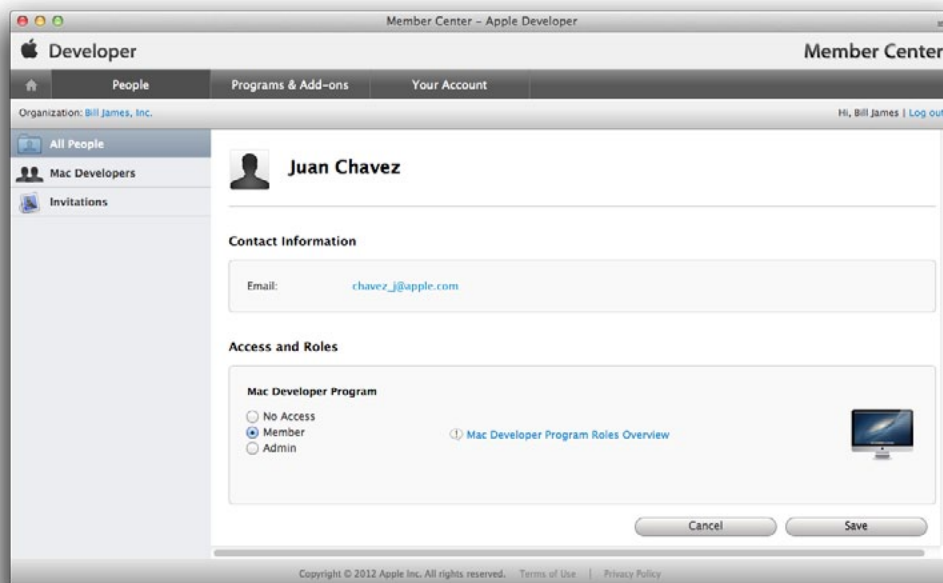 Member Center – Apple Developer
Developer
Member Center
People Programs & Add-ons Your Account
Organization: Bill James, Inc. Hi, Bill James | Log out
All People
Mac Developers
Invitations
Juan Chavez
Contact Information
Email: chavez_j@apple.com
Access and Roles
Mac Developer Program
No Access
Member
Mac Developer Program Roles Overview
Admin
Cancel Save
Copyright © 2012 Apple Inc. All rights reserved. Terms of Use | Privacy Policy